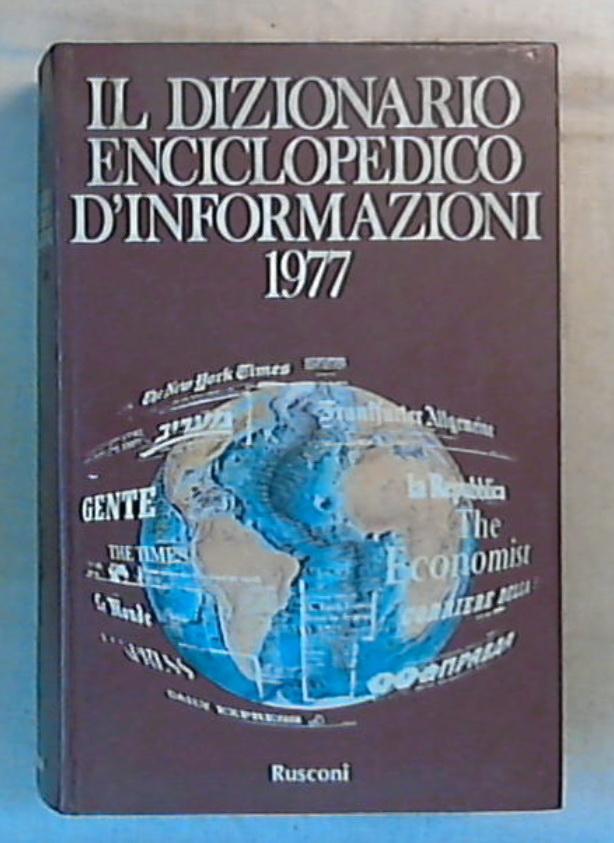 IL DIZIONARIO
ENCICLOPEDICO
D'INFORMAZIONI
1977
The New York Times
מעריב
Frankfurter Allgemeine
GENTE
la Repubblica
The
Economist
THE TIMES
Le Monde
CORRIERE DELLA
DAILY EXPRESS
Rusconi